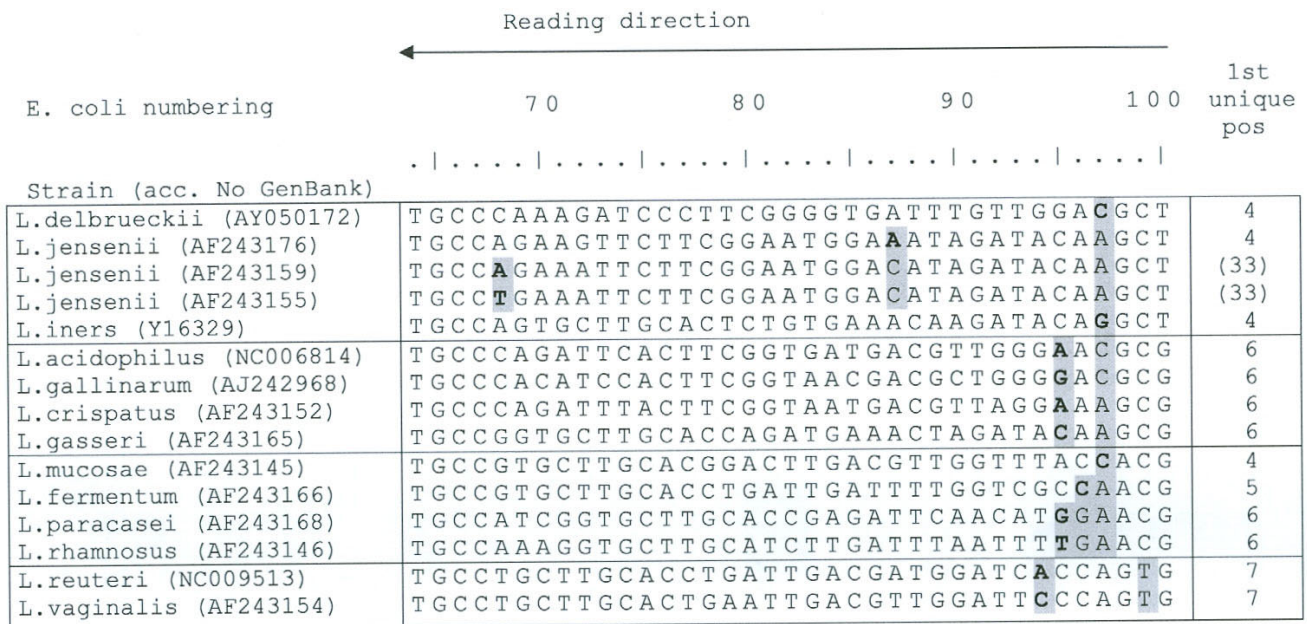 Reading direction
1st
E. coli numbering 70 80 90 100 unique
pos
. | . . . . | . . . . | . . . . | . . . . | . . . . | . . . . | . . . . |
Strain (acc. No GenBank)
L.delbrueckii (AY050172) TGCCCAAAGATCCCTTCGGGGTGATTTGTTGGACGCT 4
L.jensenii (AF243176) TGCCAGAAGTTCTTCGGAATGGAAATAGATACAAGCT 4
L.jensenii (AF243159) TGCCAGAAATTCTTCGGAATGGACATAGATACAAGCT (33)
L.jensenii (AF243155) TGCCTGAAATTCTTCGGAATGGACATAGATACAAGCT (33)
L.iners (Y16329) TGCCAGTGCTTGCACTCTGTGAAACAAGATACAGGCT 4
L.acidophilus (NC006814) TGCCCAGATTCACTTCGGTGATGACGTTGGGAACGCG 6
L.gallinarum (AJ242968) TGCCCACATCCACTTCGGTAACGACGCTGGGGACGCG 6
L.crispatus (AF243152) TGCCCAGATTTACTTCGGTAATGACGTTAGGAAAGCG 6
L.gasseri (AF243165) TGCCGGTGCTTGCACCAGATGAAACTAGATACAAGCG 6
L.mucosae (AF243145) TGCCGTGCTTGCACGGACTTGACGTTGGTTTACCACG 4
L.fermentum (AF243166) TGCCGTGCTTGCACCTGATTGATTTTGGTCGCCAACG 5
L.paracasei (AF243168) TGCCATCGGTGCTTGCACCGAGATTCAACATGGAACG 6
L.rhamnosus (AF243146) TGCCAAAGGTGCTTGCATCTTGATTTAATTTTGAACG 6
L.reuteri (NC009513) TGCCTGCTTGCACCTGATTGACGATGGATCACCAGTG 7
L.vaginalis (AF243154) TGCCTGCTTGCACTGAATTGACGTTGGATTCCCAGTG 7